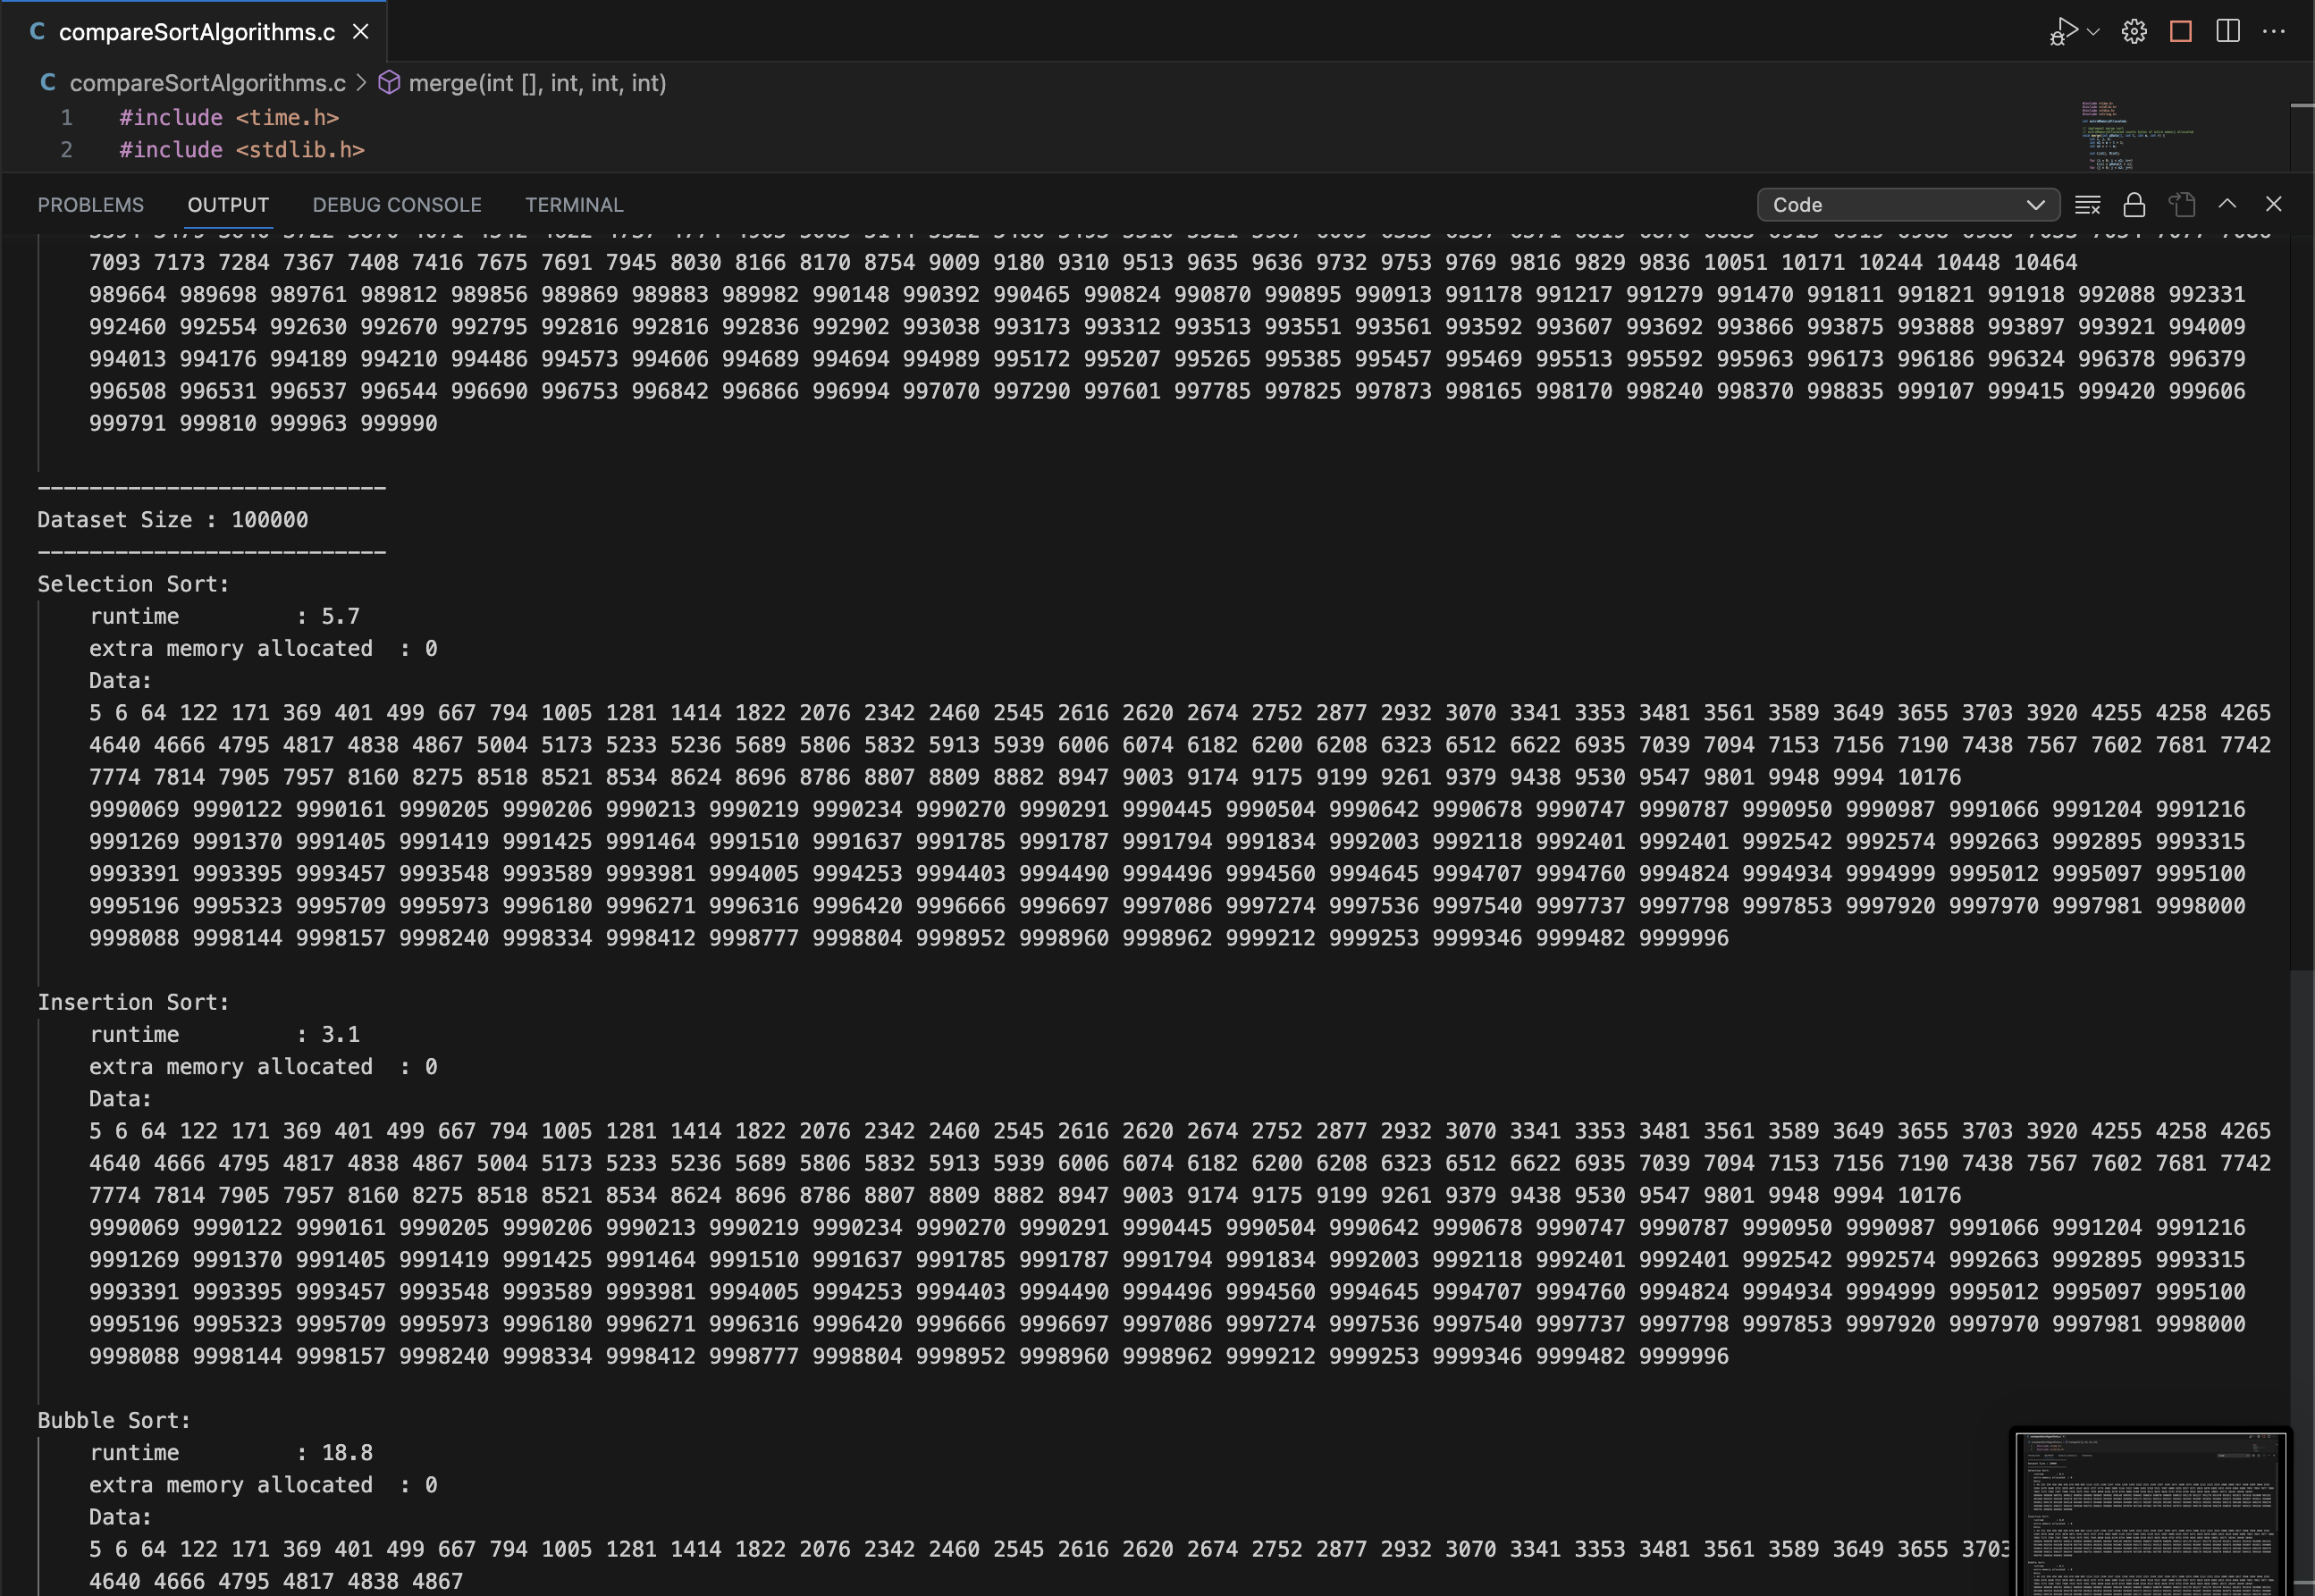 C compareSortAlgorithms.c
C compareSortAlgorithms.c > merge(int [], int, int, int)
1 #include <time.h>
2 #include <stdlib.h>
PROBLEMS OUTPUT DEBUG CONSOLE TERMINAL Code
7093 7173 7284 7367 7408 7416 7675 7691 7945 8030 8166 8170 8754 9009 9180 9310 9513 9635 9636 9732 9753 9769 9816 9829 9836 10051 10171 10244 10448 10464
989664 989698 989761 989812 989856 989869 989883 989982 990148 990392 990465 990824 990870 990895 990913 991178 991217 991279 991470 991811 991821 991918 992088 992331
992460 992554 992630 992670 992795 992816 992816 992836 992902 993038 993173 993312 993513 993551 993561 993592 993607 993692 993866 993875 993888 993897 993921 994009
994013 994176 994189 994210 994486 994573 994606 994689 994694 994989 995172 995207 995265 995385 995457 995469 995513 995592 995963 996173 996186 996324 996378 996379
996508 996531 996537 996544 996690 996753 996842 996866 996994 997070 997290 997601 997785 997825 997873 998165 998170 998240 998370 998835 999107 999415 999420 999606
999791 999810 999963 999990
---------------------------
Dataset Size : 100000
---------------------------
Selection Sort:
runtime : 5.7
extra memory allocated : 0
Data:
5 6 64 122 171 369 401 499 667 794 1005 1281 1414 1822 2076 2342 2460 2545 2616 2620 2674 2752 2877 2932 3070 3341 3353 3481 3561 3589 3649 3655 3703 3920 4255 4258 4265
4640 4666 4795 4817 4838 4867 5004 5173 5233 5236 5689 5806 5832 5913 5939 6006 6074 6182 6200 6208 6323 6512 6622 6935 7039 7094 7153 7156 7190 7438 7567 7602 7681 7742
7774 7814 7905 7957 8160 8275 8518 8521 8534 8624 8696 8786 8807 8809 8882 8947 9003 9174 9175 9199 9261 9379 9438 9530 9547 9801 9948 9994 10176
9990069 9990122 9990161 9990205 9990206 9990213 9990219 9990234 9990270 9990291 9990445 9990504 9990642 9990678 9990747 9990787 9990950 9990987 9991066 9991204 9991216
9991269 9991370 9991405 9991419 9991425 9991464 9991510 9991637 9991785 9991787 9991794 9991834 9992003 9992118 9992401 9992401 9992542 9992574 9992663 9992895 9993315
9993391 9993395 9993457 9993548 9993589 9993981 9994005 9994253 9994403 9994490 9994496 9994560 9994645 9994707 9994760 9994824 9994934 9994999 9995012 9995097 9995100
9995196 9995323 9995709 9995973 9996180 9996271 9996316 9996420 9996666 9996697 9997086 9997274 9997536 9997540 9997737 9997798 9997853 9997920 9997970 9997981 9998000
9998088 9998144 9998157 9998240 9998334 9998412 9998777 9998804 9998952 9998960 9998962 9999212 9999253 9999346 9999482 9999996
Insertion Sort:
runtime : 3.1
extra memory allocated : 0
Data:
5 6 64 122 171 369 401 499 667 794 1005 1281 1414 1822 2076 2342 2460 2545 2616 2620 2674 2752 2877 2932 3070 3341 3353 3481 3561 3589 3649 3655 3703 3920 4255 4258 4265
4640 4666 4795 4817 4838 4867 5004 5173 5233 5236 5689 5806 5832 5913 5939 6006 6074 6182 6200 6208 6323 6512 6622 6935 7039 7094 7153 7156 7190 7438 7567 7602 7681 7742
7774 7814 7905 7957 8160 8275 8518 8521 8534 8624 8696 8786 8807 8809 8882 8947 9003 9174 9175 9199 9261 9379 9438 9530 9547 9801 9948 9994 10176
9990069 9990122 9990161 9990205 9990206 9990213 9990219 9990234 9990270 9990291 9990445 9990504 9990642 9990678 9990747 9990787 9990950 9990987 9991066 9991204 9991216
9991269 9991370 9991405 9991419 9991425 9991464 9991510 9991637 9991785 9991787 9991794 9991834 9992003 9992118 9992401 9992401 9992542 9992574 9992663 9992895 9993315
9993391 9993395 9993457 9993548 9993589 9993981 9994005 9994253 9994403 9994490 9994496 9994560 9994645 9994707 9994760 9994824 9994934 9994999 9995012 9995097 9995100
9995196 9995323 9995709 9995973 9996180 9996271 9996316 9996420 9996666 9996697 9997086 9997274 9997536 9997540 9997737 9997798 9997853 9997920 9997970 9997981 9998000
9998088 9998144 9998157 9998240 9998334 9998412 9998777 9998804 9998952 9998960 9998962 9999212 9999253 9999346 9999482 9999996
Bubble Sort:
runtime : 18.8
extra memory allocated : 0
Data:
5 6 64 122 171 369 401 499 667 794 1005 1281 1414 1822 2076 2342 2460 2545 2616 2620 2674 2752 2877 2932 3070 3341 3353 3481 3561 3589 3649 3655 3703
4640 4666 4795 4817 4838 4867